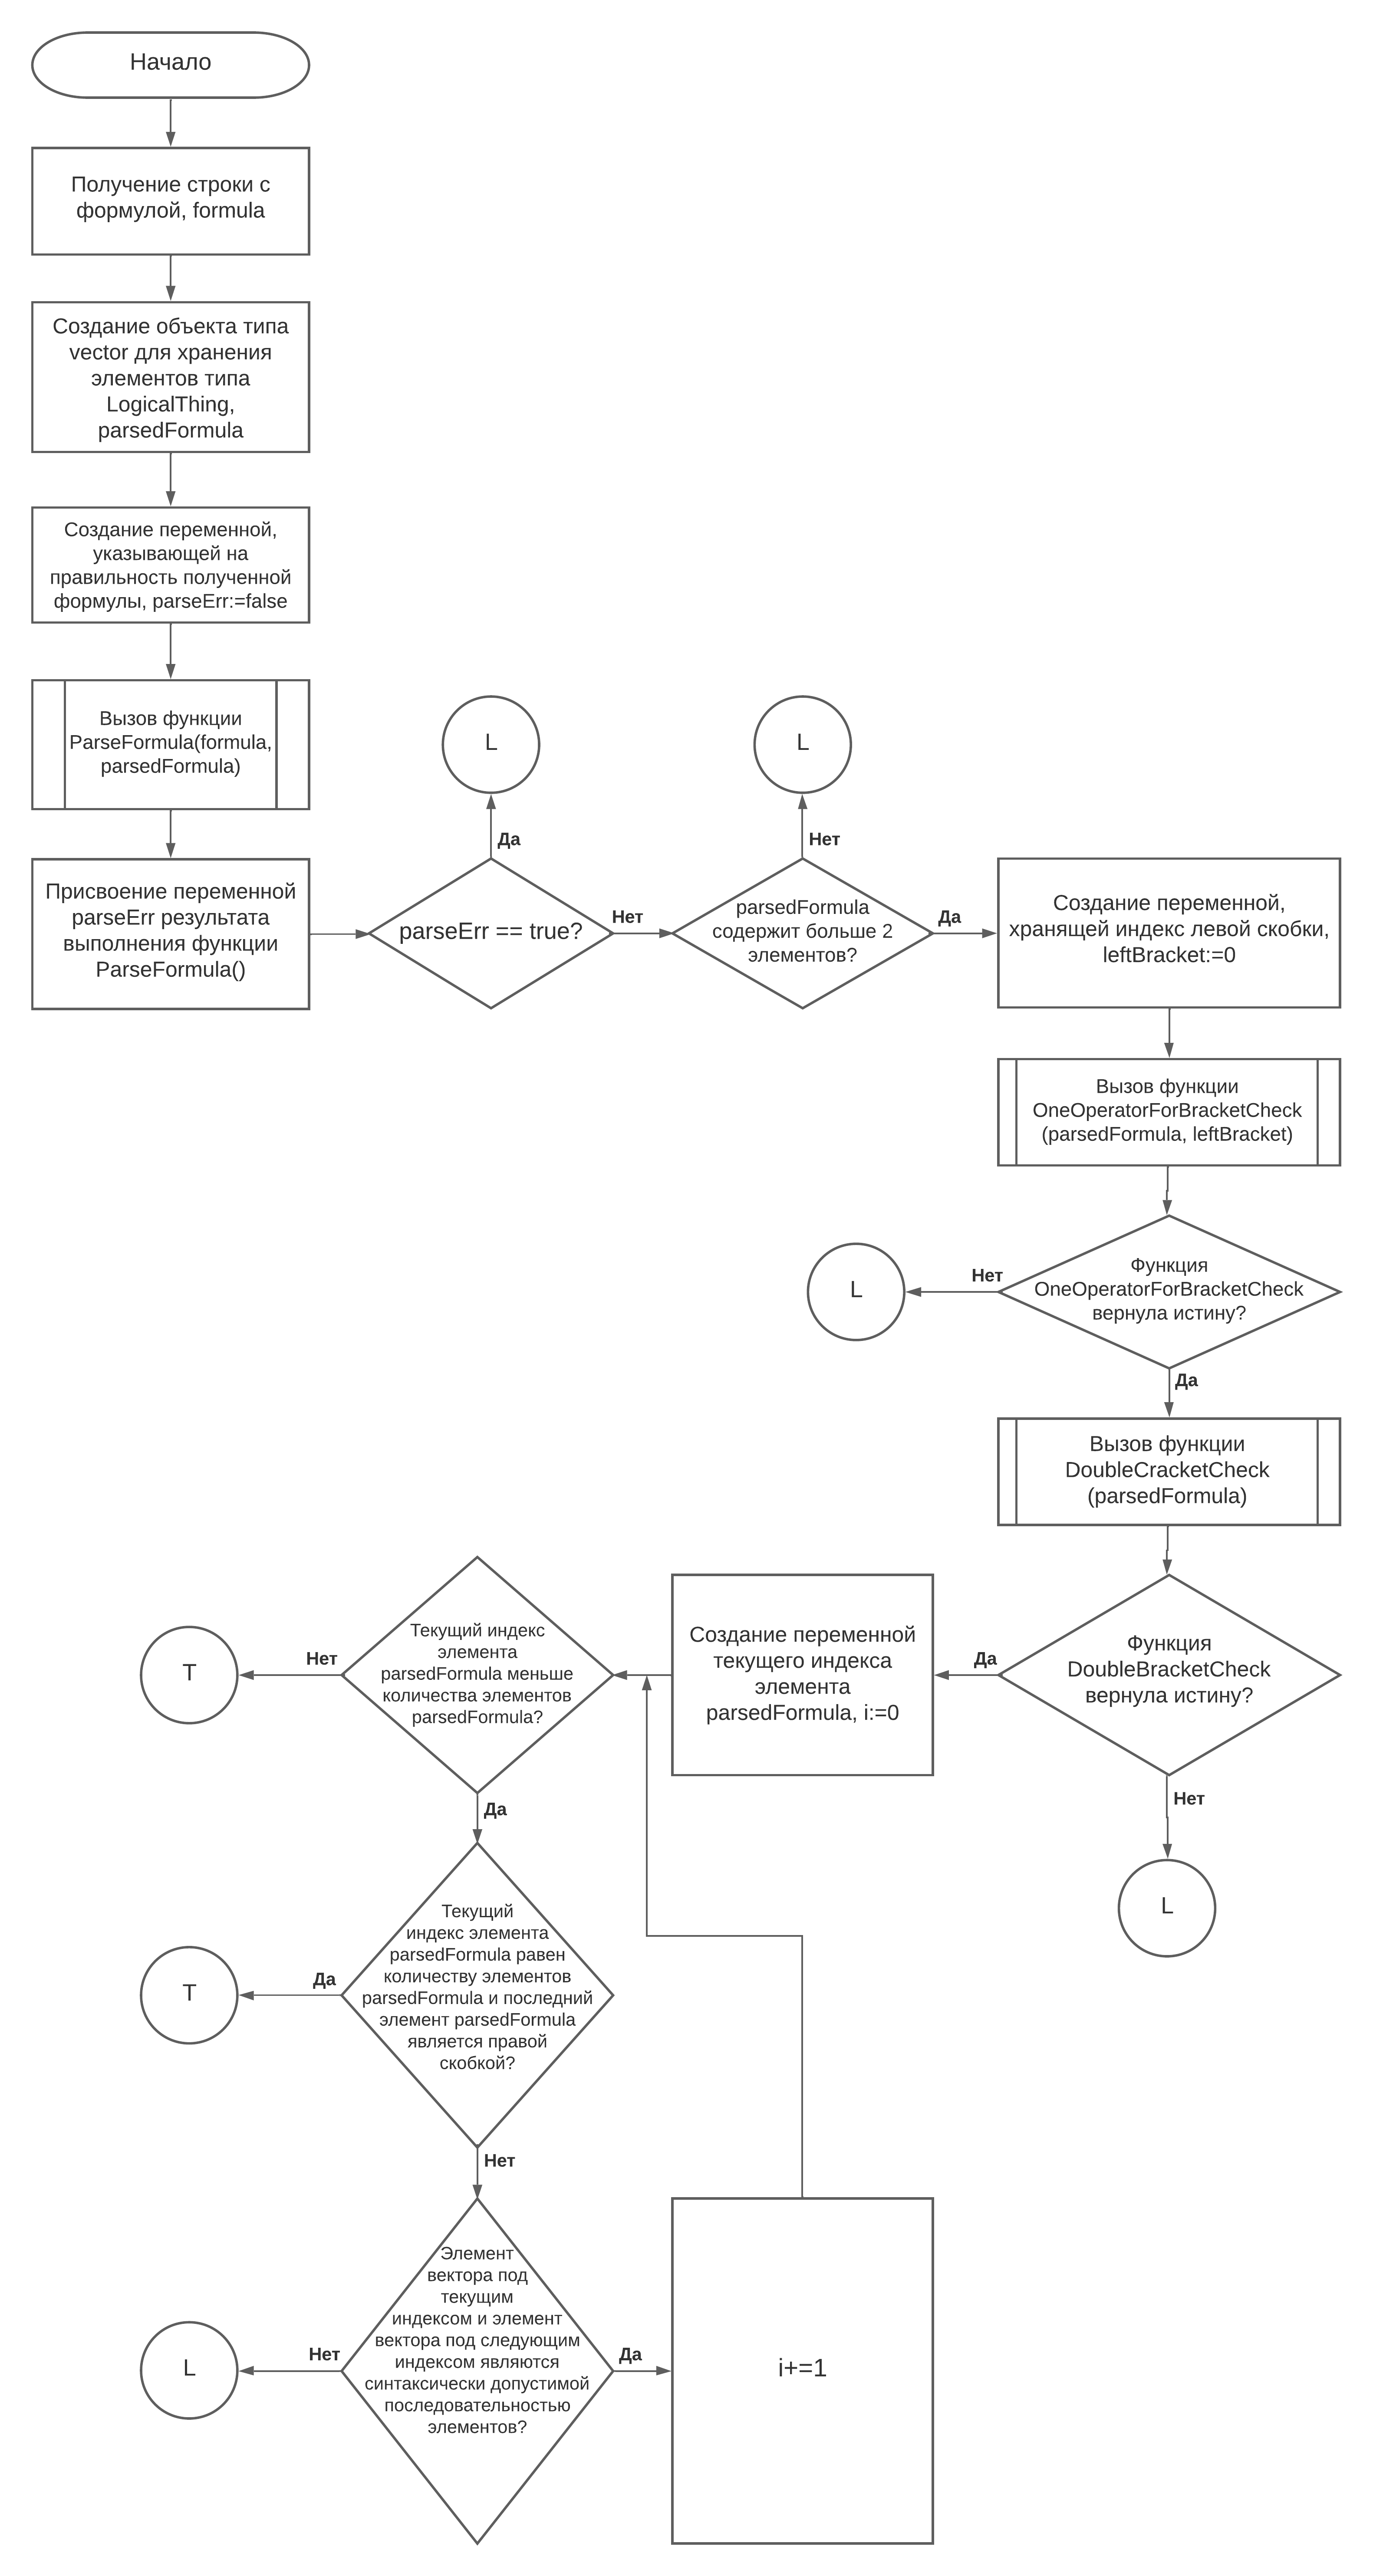 Начало
Получение строки с
формулой, formula
Создание объекта типа
vector для хранения
элементов типа
LogicalThing,
parsedFormula
Создание переменной,
указывающей на
правильность полученной
формулы, parseErr:=false
Вызов функции
ParseFormula(formula,
parsedFormula)
Присвоение переменной
parseErr результата
выполнения функции
ParseFormula()
parseErr == true?
Да
L
Нет
parsedFormula
содержит больше 2
элементов?
Нет
L
Да
Создание переменной,
хранящей индекс левой скобки,
leftBracket:=0
Вызов функции
OneOperatorForBracketCheck
(parsedFormula, leftBracket)
Функция
OneOperatorForBracketCheck
вернула истину?
Нет
L
Да
Вызов функции
DoubleCracketCheck
(parsedFormula)
Функция
DoubleBracketCheck
вернула истину?
Нет
L
Да
Создание переменной
текущего индекса
элемента
parsedFormula, i:=0
Текущий индекс
элемента
parsedFormula меньше
количества элементов
parsedFormula?
Нет
T
Да
Текущий
индекс элемента
parsedFormula равен
количеству элементов
parsedFormula и последний
элемент parsedFormula
является правой
скобкой?
Да
T
Нет
Элемент
вектора под
текущим
индексом и элемент
вектора под следующим
индексом являются
синтаксически допустимой
последовательностью
элементов?
Нет
L
Да
i+=1